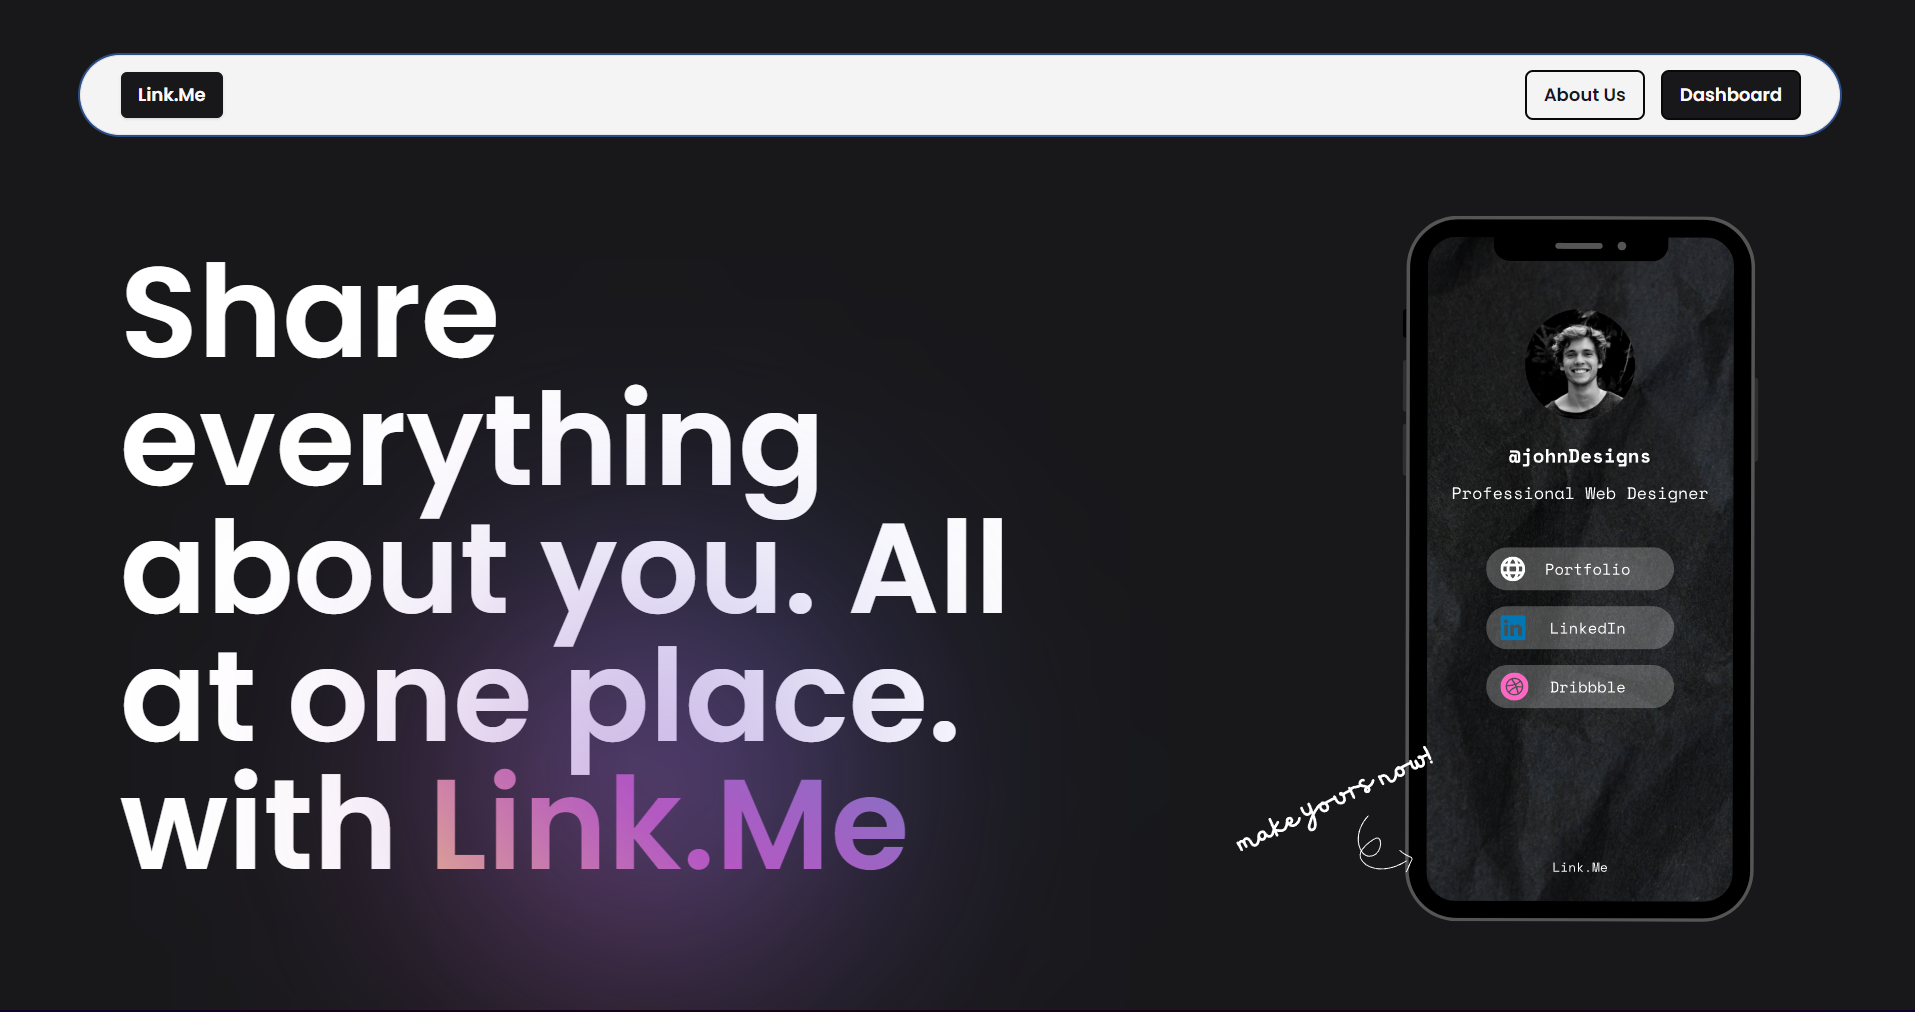 Link.Me
About Us
Dashboard
Share
everything
about you. All
at one place.
with Link.Me
@johnDesigns
Professional Web Designer
Portfolio
LinkedIn
Dribbble
make yours now!
Link.Me